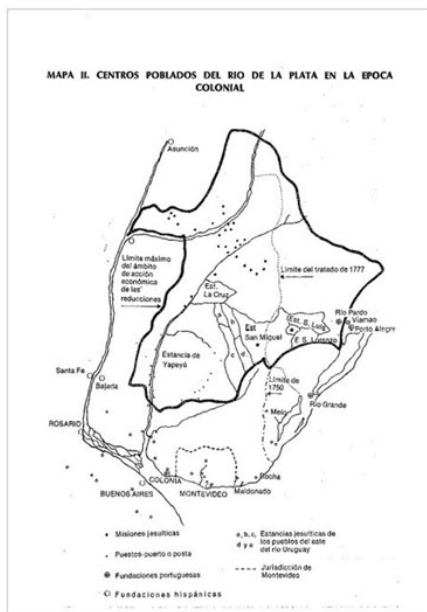 MAPA II. CENTROS POBLADOS DEL RIO DE LA PLATA EN LA EPOCA
COLONIAL
Asunción
Límite máximo
del ámbito de
acción
económica
de las
reducciones
Límite del tratado de 1777
Est.
La Cruz
a
b
c
d
Est
San Miguel
Est. S. Luis
E S. Lorenzo
Río Pardo
Viamao
Porto Alegre
Estancia de
Yapeyú
Límite de
1750
Santa Fe
Bajada
Melo
Río Grande
ROSARIO
COLONIA
Rocha
BUENOS AIRES
MONTEVIDEO
Maldonado
Misiones jesuíticas
Puestos-puerto o posta
Fundaciones portuguesas
Fundaciones hispánicas
a, b, c, Estancias jesuíticas de
d y e los pueblos del este
del río Uruguay
Jurisdicción de
Montevideo